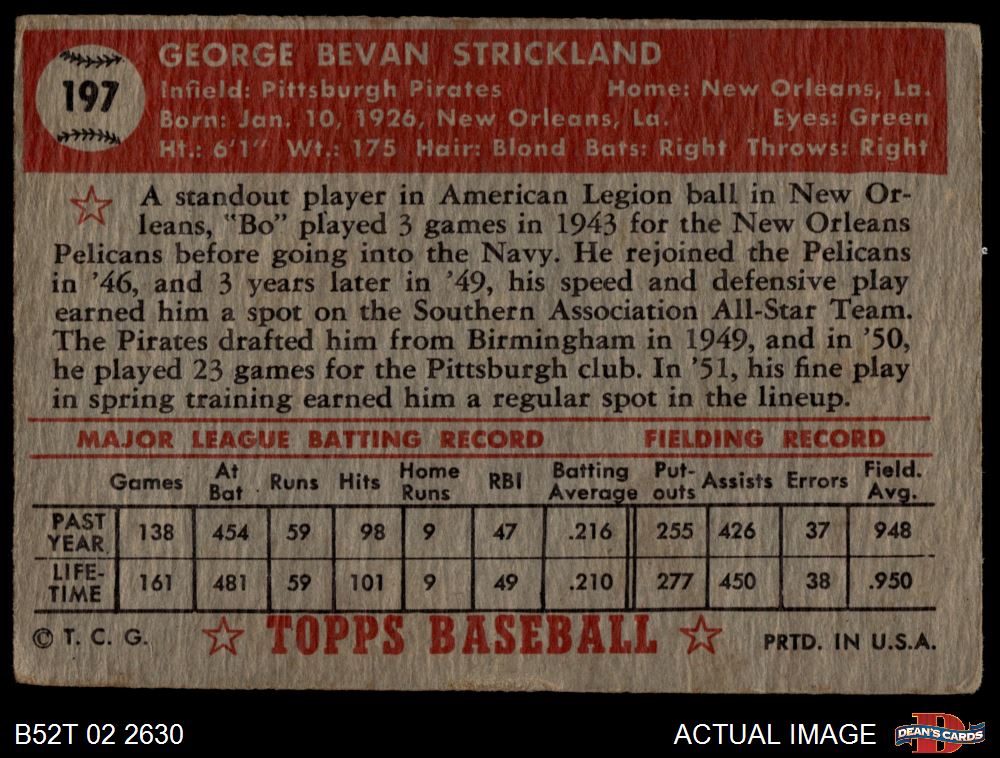 GEORGE BEVAN STRICKLAND
197
Infield: Pittsburgh Pirates Home: New Orleans, La.
Born: Jan. 10, 1926, New Orleans, La. Eyes: Green
Ht.: 6'1" Wt.: 175 Hair: Blond Bats: Right Throws: Right
A standout player in American Legion ball in New Or-
leans, "Bo" played 3 games in 1943 for the New Orleans
Pelicans before going into the Navy. He rejoined the Pelicans
in '46, and 3 years later in '49, his speed and defensive play
earned him a spot on the Southern Association All-Star Team.
The Pirates drafted him from Birmingham in 1949, and in '50,
he played 23 games for the Pittsburgh club. In '51, his fine play
in spring training earned him a regular spot in the lineup.
MAJOR LEAGUE BATTING RECORD FIELDING RECORD
Games At Bat Runs Hits Home Runs RBI Batting Average Put-outs Assists Errors Field. Avg.
PAST YEAR 138 454 59 98 9 47 .216 255 426 37 948
LIFE-TIME 161 481 59 101 9 49 .210 277 450 38 .950
© T. C. G. TOPPS BASEBALL PRTD. IN U.S.A.
B52T 02 2630 ACTUAL IMAGE D DEAN'S CARDS